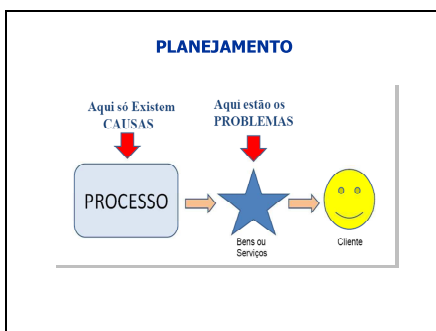 PLANEJAMENTO
Aqui só Existem
CAUSAS
Aqui estão os
PROBLEMAS
PROCESSO
Bens ou
Serviços
Cliente